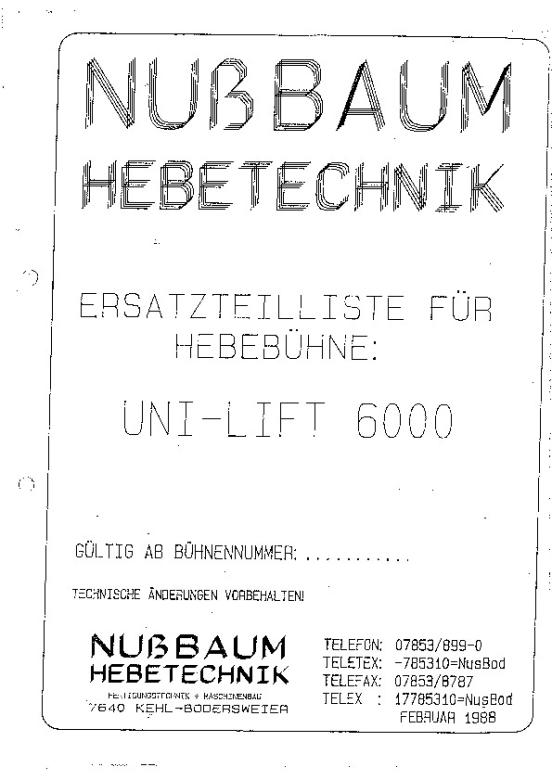 NUßBAUM
HEBETECHNIK
ERSATZTEILLISTE FÜR
HEBEBÜHNE:
UNI-LIFT 6000
GÜLTIG AB BÜHNENNUMMER: ...........
TECHNISCHE ÄNDERUNGEN VORBEHALTEN!
NUßBAUM
HEBETECHNIK
FERTIGUNGSTECHNIK + MASCHINENBAU
7640 KEHL-BODERSWEIER
TELEFON: 07853/899-0
TELETEX: -785310=NusBod
TELEFAX: 07853/8787
TELEX : 17785310=NusBod
FEBRUAR 1988